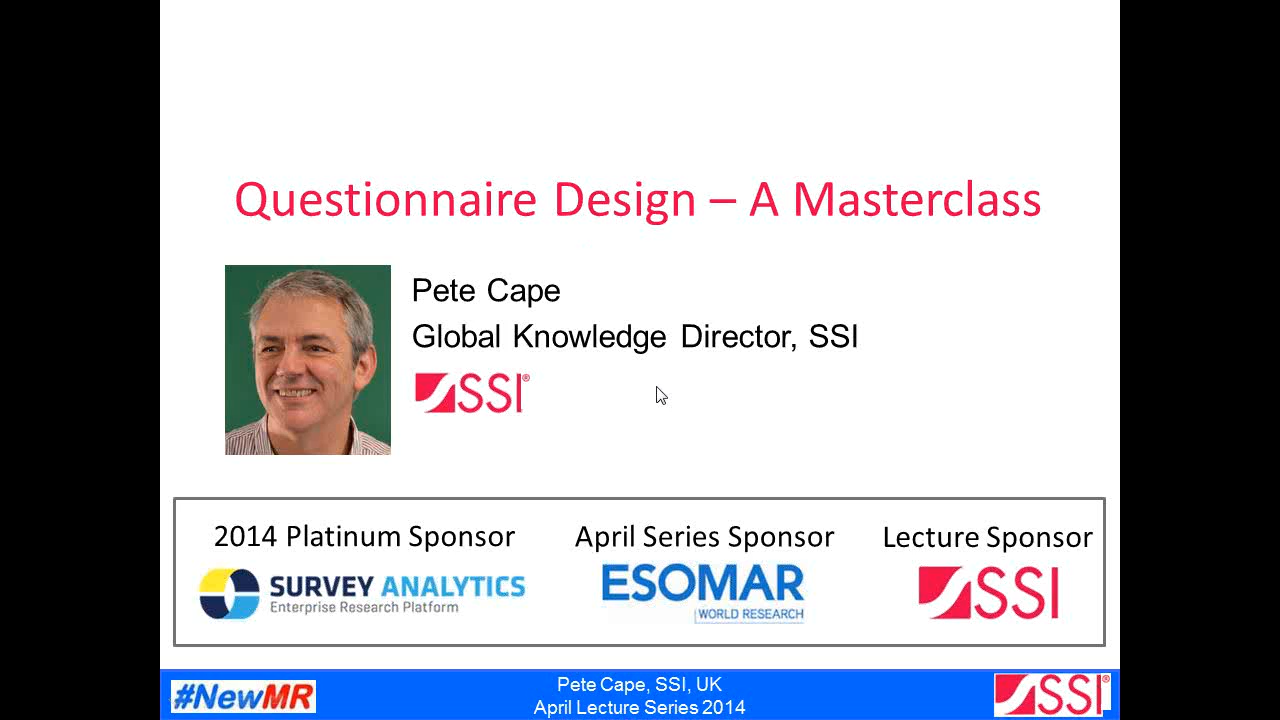 Questionnaire Design – A Masterclass
Pete Cape
Global Knowledge Director, SSI
SSI®
2014 Platinum Sponsor
April Series Sponsor
Lecture Sponsor
SURVEY ANALYTICS
Enterprise Research Platform
ESOMAR
WORLD RESEARCH
SSI
#NewMR
Pete Cape, SSI, UK
April Lecture Series 2014
SSI®